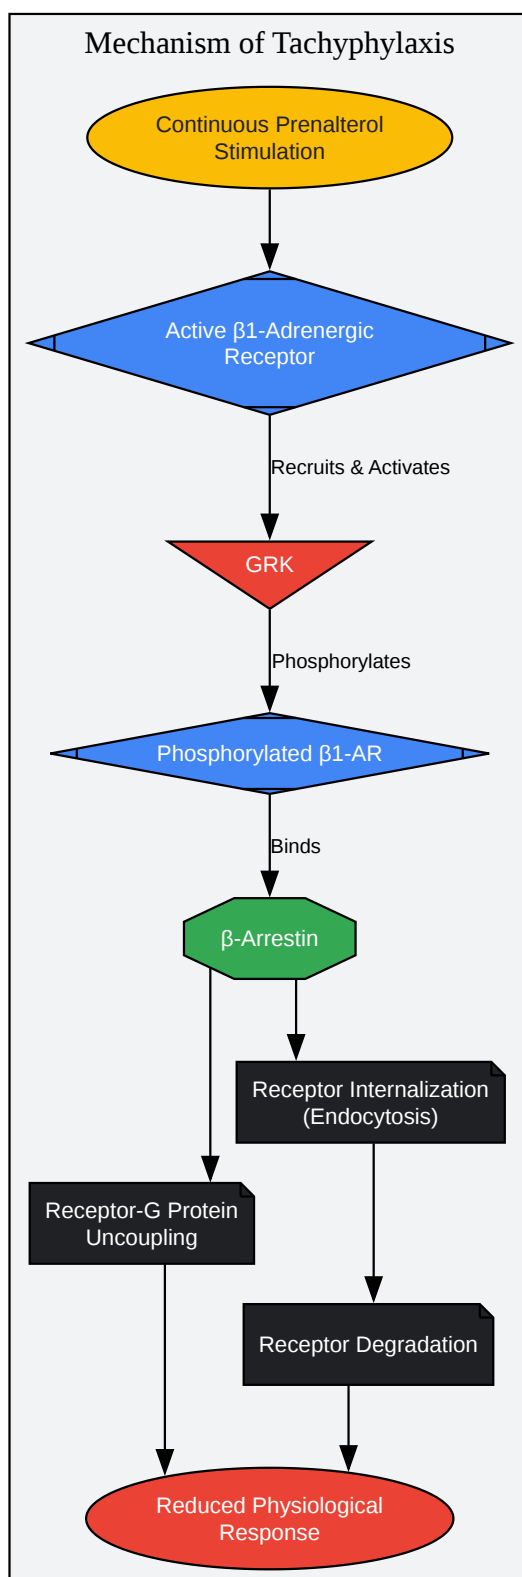 Mechanism of Tachyphylaxis
Continuous Prenalterol
Stimulation
Active β1-Adrenergic
Receptor
Recruits & Activates
GRK
Phosphorylates
Phosphorylated β1-AR
Binds
β-Arrestin
Receptor Internalization
(Endocytosis)
Receptor-G Protein
Uncoupling
Receptor Degradation
Reduced Physiological
Response